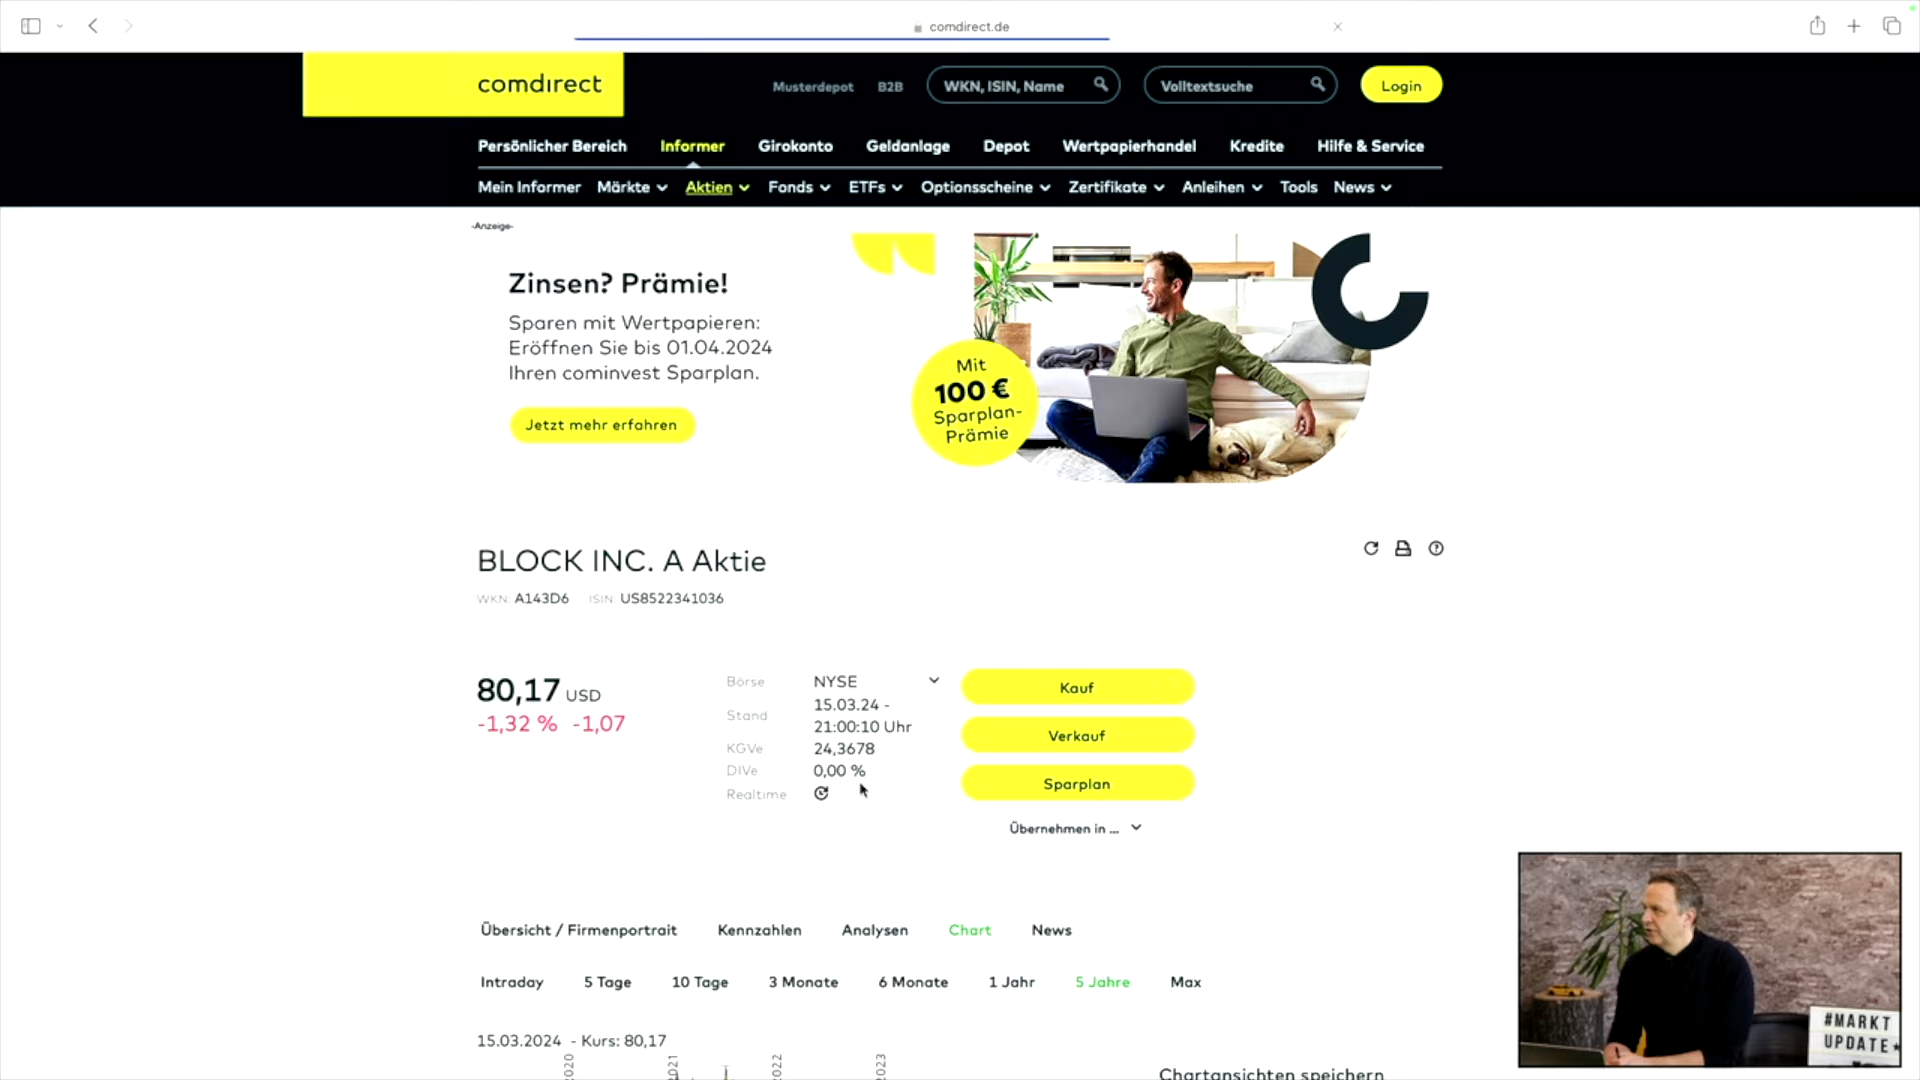 comdirect.de
comdirect
Musterdepot B2B WKN, ISIN, Name Volltextsuche Login
Persönlicher Bereich Informer Girokonto Geldanlage Depot Wertpapierhandel Kredite Hilfe & Service
Mein Informer Märkte Aktien Fonds ETFs Optionsscheine Zertifikate Anleihen Tools News
-Anzeige-
Zinsen? Prämie!
Sparen mit Wertpapieren:
Eröffnen Sie bis 01.04.2024
Ihren cominvest Sparplan.
Jetzt mehr erfahren
Mit
100 €
Sparplan-
Prämie
BLOCK INC. A Aktie
WKN: A143D6 ISIN: US8522341036
80,17 USD
-1,32 % -1,07
Börse NYSE
Stand 15.03.24 -
21:00:10 Uhr
KGVe 24,3678
DIVe 0,00 %
Realtime
Kauf
Verkauf
Sparplan
Übernehmen in ...
Übersicht / Firmenportrait Kennzahlen Analysen Chart News
Intraday 5 Tage 10 Tage 3 Monate 6 Monate 1 Jahr 5 Jahre Max
15.03.2024 - Kurs: 80,17
2020 2021 2022 2023
Chartansichten speichern
#MARKT
UPDATE*